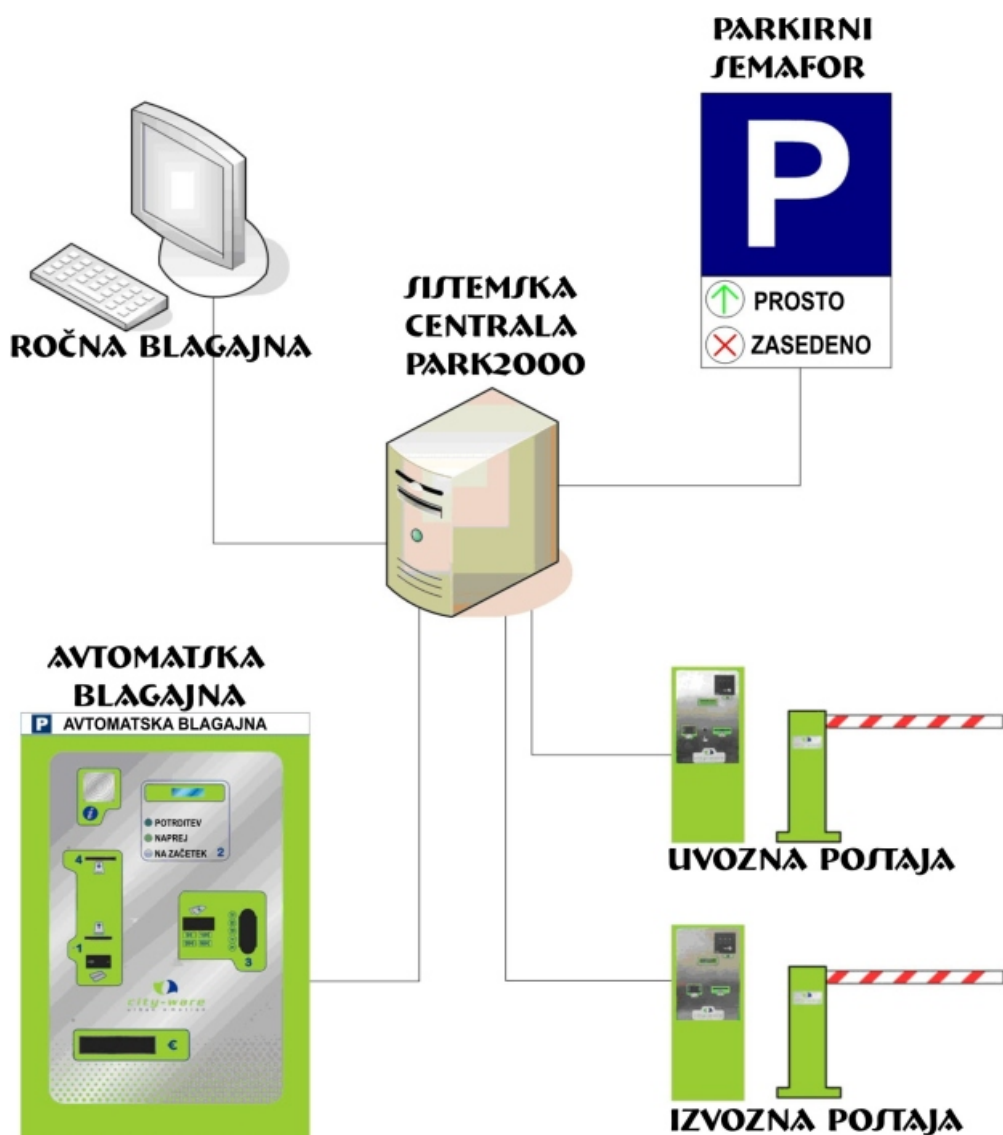 PARKIRNI
SEMAFOR
P
PROSTO
ZASEDENO
ROČNA BLAGAJNA
SISTEMSKA
CENTRALA
PARK2000
AVTOMATSKA
BLAGAJNA
P AVTOMATSKA BLAGAJNA
i
POTRDITEV
NAPREJ
NA ZAČETEK 2
4
1
3
city•ware
€
UVOZNA POSTAJA
IZVOZNA POSTAJA